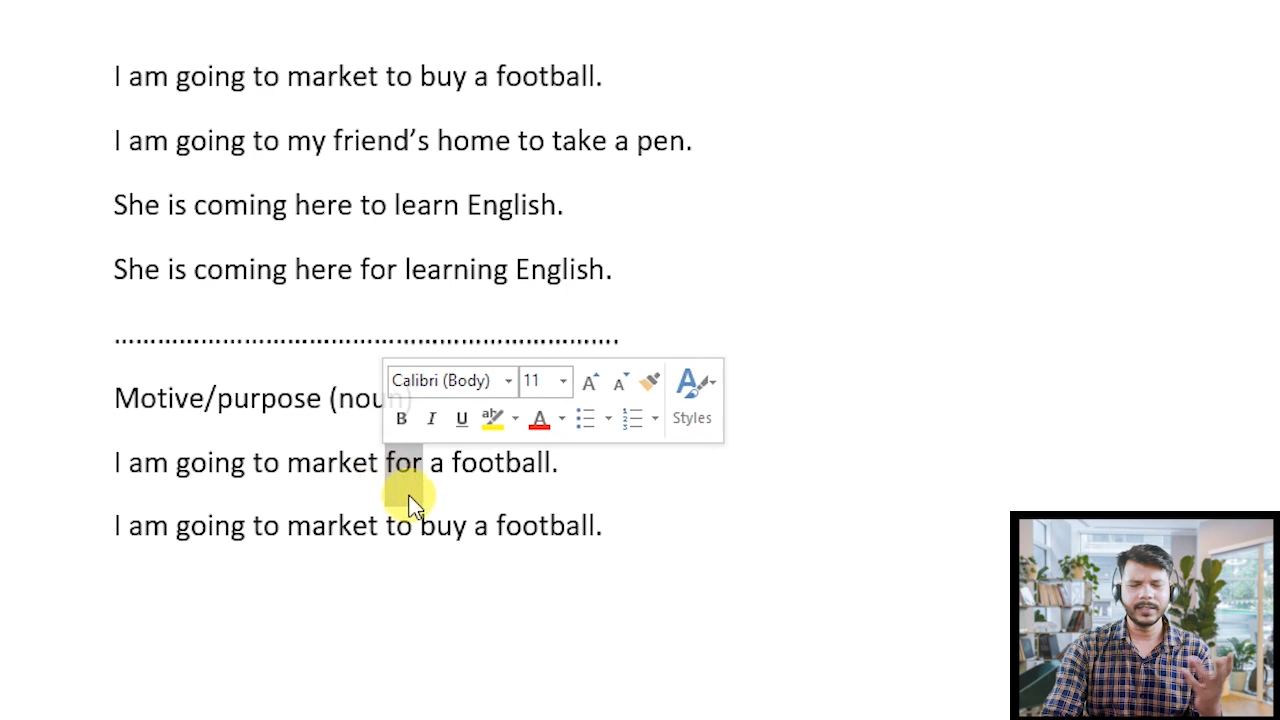 I am going to market to buy a football.
I am going to my friend’s home to take a pen.
She is coming here to learn English.
She is coming here for learning English.
……………………………………………………………….
Calibri (Body) 11 A A A
Motive/purpose (noun)
B I U ab A Styles
I am going to market for a football.
I am going to market to buy a football.